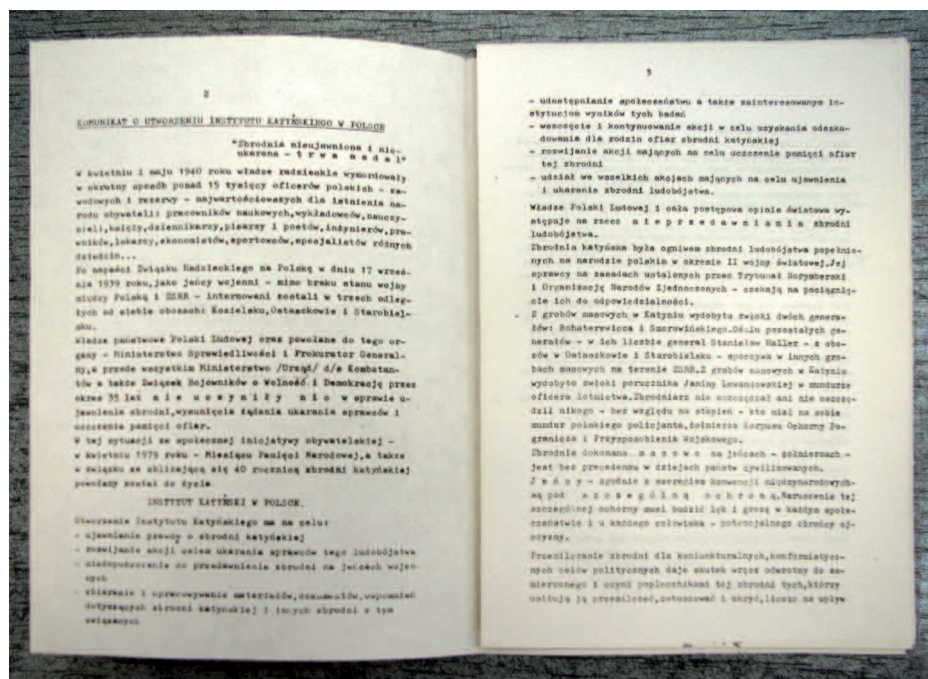 2
KOMUNIKAT O UTWORZENIU INSTYTUTU KATYŃSKIEGO W POLSCE
"Zbrodnia nieujawniona i nie-
ukarana - t r w a  n a d a l"
W kwietniu i maju 1940 roku władze radzieckie wymordowały
w okrutny sposób ponad 15 tysięcy oficerów polskich - za-
wodowych i rezerwy - najwartościowszych dla istnienia na-
rodu obywateli: pracowników naukowych,wykładowców,nauczy-
cieli,księży,dziennikarzy,pisarzy i poetów,inżynierów,pra-
wników,lekarzy,ekonomistów,sportowców,specjalistów różnych
dziedzin...
Po napaści Związku Radzieckiego na Polskę w dniu 17 wrześ-
nia 1939 roku,jako jeńcy wojenni - mimo braku stanu wojny
między Polską i ZSRR - internowani zostali w trzech odleg-
łych od siebie obozach: Kozielsku,Ostaszkowie i Starobiel-
sku.
Władze państwowe Polski Ludowej oraz powołane do tego or-
gany - Ministerstwo Sprawiedliwości i Prokurator General-
ny,a przede wszystkim Ministerstwo /Urząd/ d/s Kombatan-
tów a także Związek Bojowników o Wolność i Demokrację przez
okres 35 lat n i e  u c z y n i ł y  n i c w sprawie u-
jawnienia zbrodni,wysunięcia żądania ukarania sprawców i
uczczenia pamięci ofiar.
W tej sytuacji ze społecznej inicjatywy obywatelskiej -
w kwietniu 1979 roku - Miesiącu Pamięci Narodowej,a także
w związku ze zbliżającą się 40 rocznicą zbrodni katyńskiej
powołany został do życia
INSTYTUT KATYŃSKI W POLSCE.
Utworzenie Instytutu Katyńskiego ma na celu:
- ujawnianie prawdy o zbrodni katyńskiej
- rozwijanie akcji celem ukarania sprawców tego ludobójstwa
- niedopuszczenie do przedawnienia zbrodni na jeńcach wojen-
nych
- zbieranie i opracowywanie materiałów,dokumentów,wspomnień
dotyczących zbrodni katyńskiej i innych zbrodni z tym
związanych
3
- udostępnianie społeczeństwu a także zainteresowanym in-
stytucjom wyników tych badań
- wszczęcie i kontynuowanie akcji w celu uzyskania odszko-
dowania dla rodzin ofiar zbrodni katyńskiej
- rozwijanie akcji mających na celu uczczenie pamięci ofiar
tej zbrodni
- udział we wszelkich akcjach mających na celu ujawnienia
i ukaranie zbrodni ludobójstwa.
Władze Polski Ludowej i cała postępowa opinia światowa wy-
stępuje na rzecz n i e p r z e d a w n i a n i a zbrodni
ludobójstwa.
Zbrodnia katyńska była ogniwem zbrodni ludobójstwa popełnio-
nych na narodzie polskim w okresie II wojny światowej.Jej
sprawcy na zasadach ustalonych przez Trybunał Norymberski
i Organizację Narodów Zjednoczonych - czekają na pociągnię-
cie ich do odpowiedzialności.
Z grobów masowych w Katyniu wydobyto zwłoki dwóch genera-
łów: Bohaterewicza i Smorawińskiego.Ośmiu pozostałych ge-
nerałów - w ich liczbie generał Stanisław Haller - z obo-
zów w Ostaszkowie i Starobielsku - spoczywa w innych gro-
bach masowych na terenie ZSRR.Z grobów masowych w Katyniu
wydobyto zwłoki porucznika Janiny Lewandowskiej w mundurze
oficera lotnictwa.Zbrodniarz nie oszczędzał ani nie oszczę-
dził nikogo - bez względu na stopień - kto miał na sobie
mundur polskiego policjanta,żołnierza Korpusu Ochorny Po-
granicza i Przysposobienia Wojskowego.
Zbrodnia dokonana m a s o w o na jeńcach - żołnierzach -
jest bez precedensu w dziejach państw cywilizowanych.
J e ń c y - zgodnie z szeregiem Konwencji międzynarodowych-
są pod s z c z e g ó l n ą  o c h r o n ą.Naruszenie tej
szczególnej ochorny musi budzić lęk i grozę w każdym społe-
czeństwie i u każdego człowieka - potencjalnego obrońcy oj-
czyzny.
Przemilczanie zbrodni dla koniunkturalnych,konformistycz-
nych celów politycznych daje skutek wręcz odwrotny do za-
mierzonego i czyni poplecznikami tej zbrodni tych,którzy
usiłują ją przemilczeć,zatuszować i ukryć,licząc na upływ